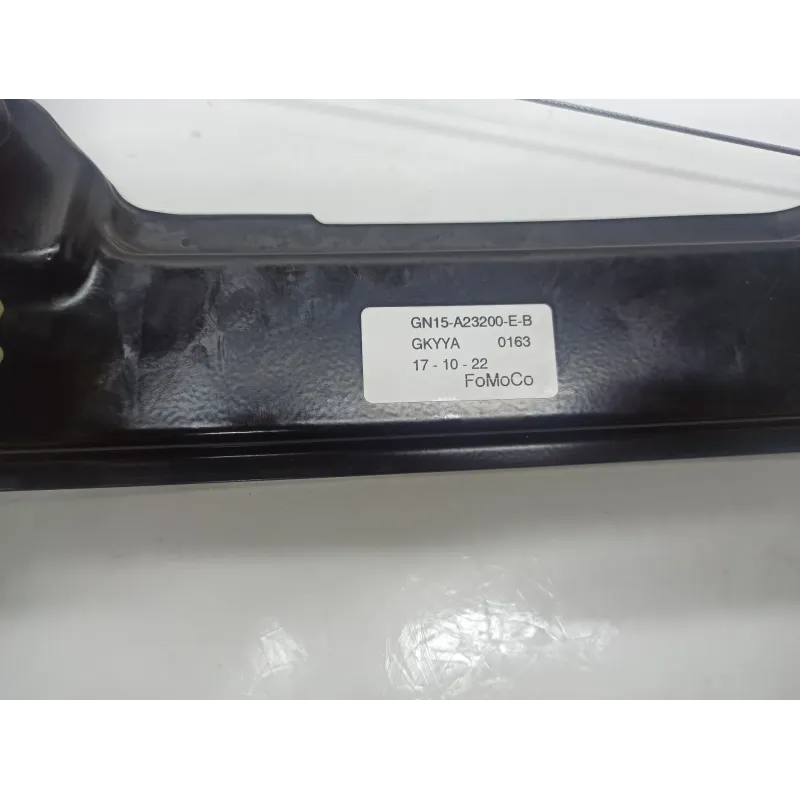 GN15-A23200-E-B
GKYYA 0163
17 - 10 - 22
FoMoCo